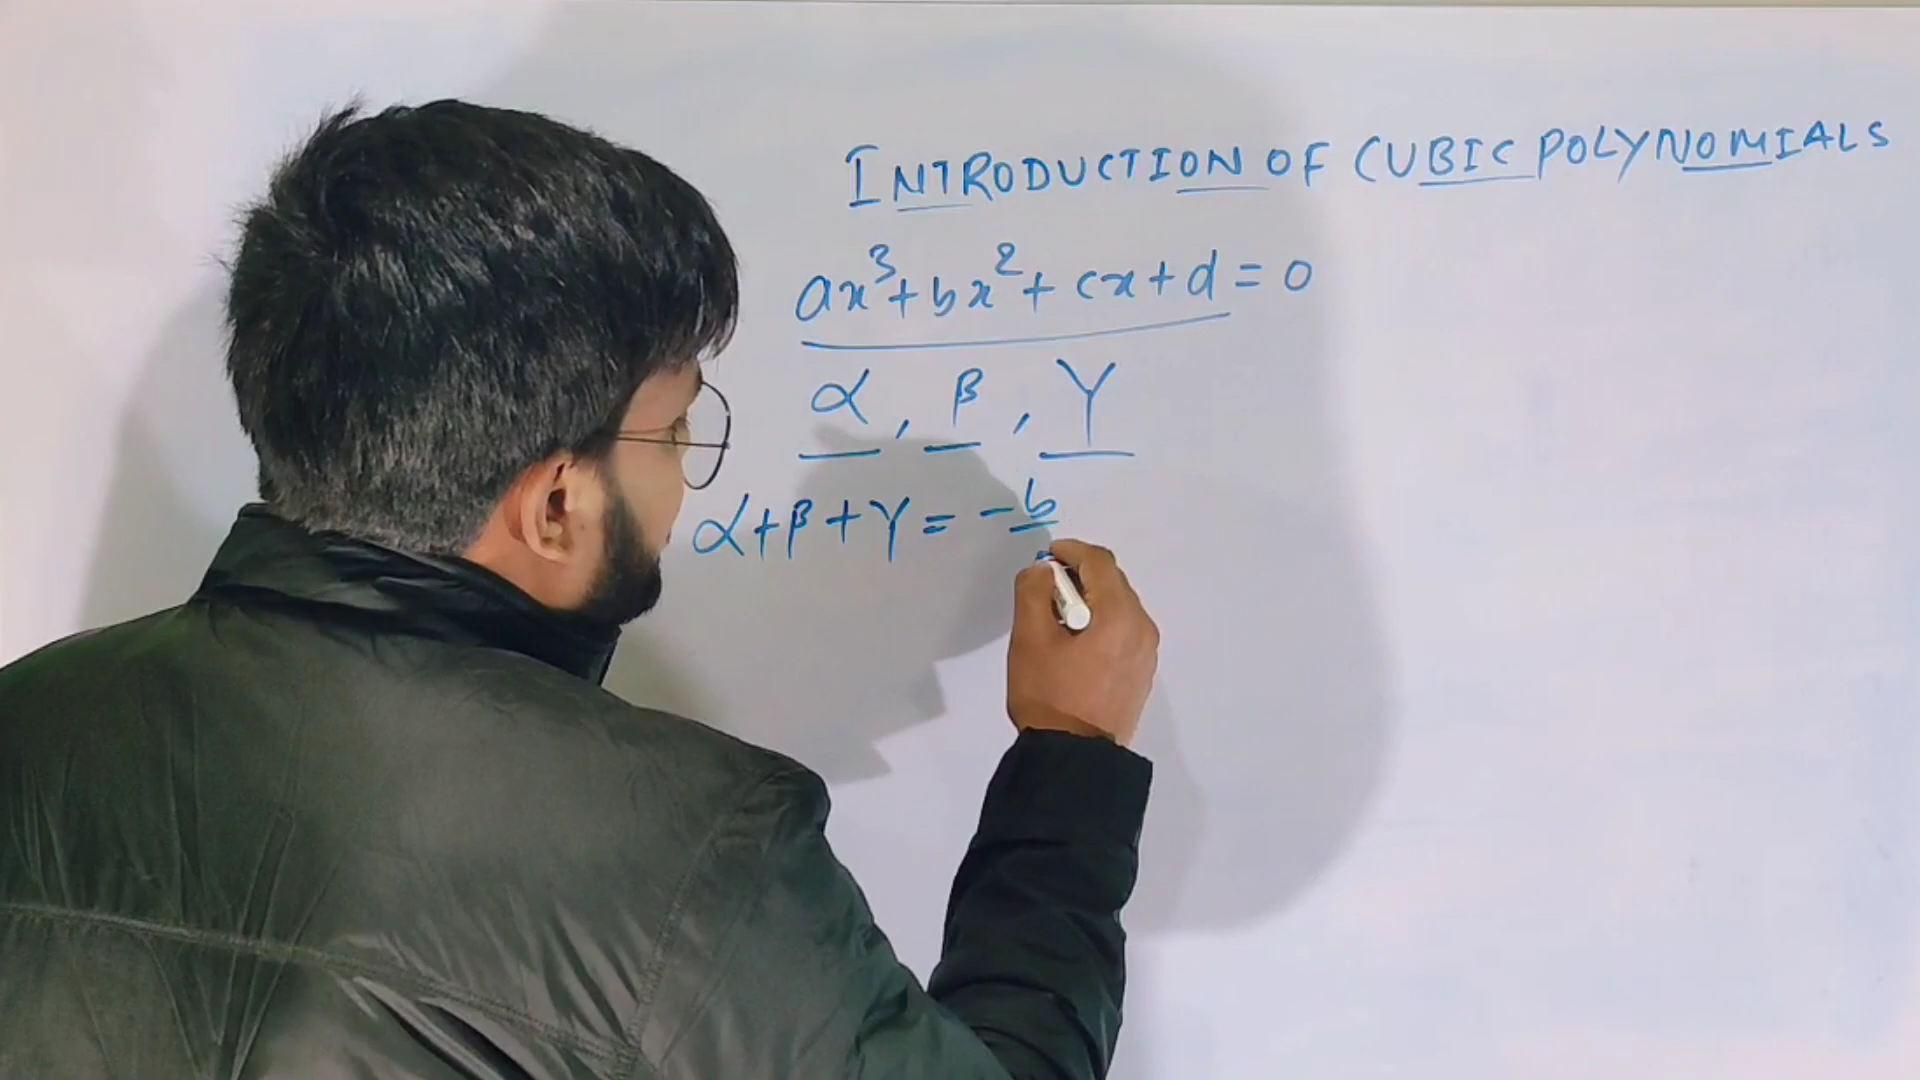 INTRODUCTION OF CUBIC POLYNOMIALS
ax³+bx²+cx+d=0
α, β, γ
α+β+γ = -b